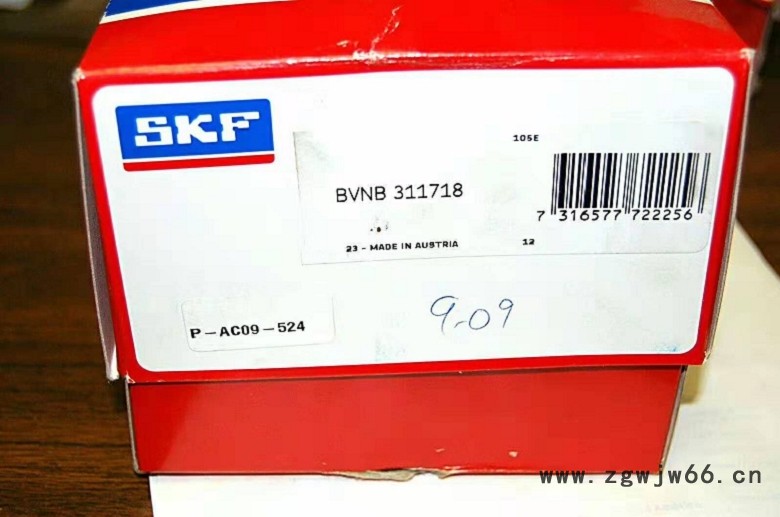 SKF
105E
BVNB 311718
7 316577 722256
23 - MADE IN AUSTRIA
12
P-AC09-524
9-09
www.zgwjw66.cn